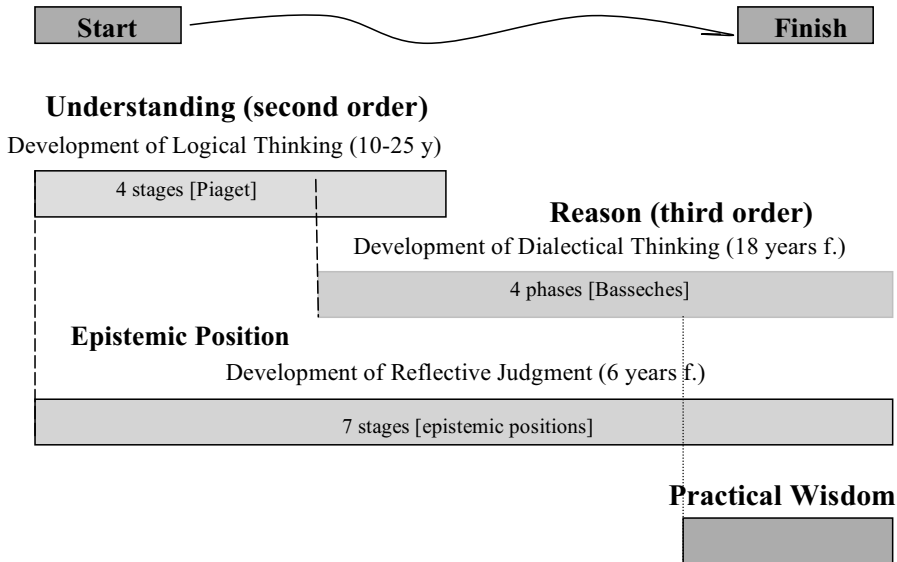 Start
Finish
Understanding (second order)
Development of Logical Thinking (10-25 y)
4 stages [Piaget]
Reason (third order)
Development of Dialectical Thinking (18 years f.)
4 phases [Basseches]
Epistemic Position
Development of Reflective Judgment (6 years f.)
7 stages [epistemic positions]
Practical Wisdom